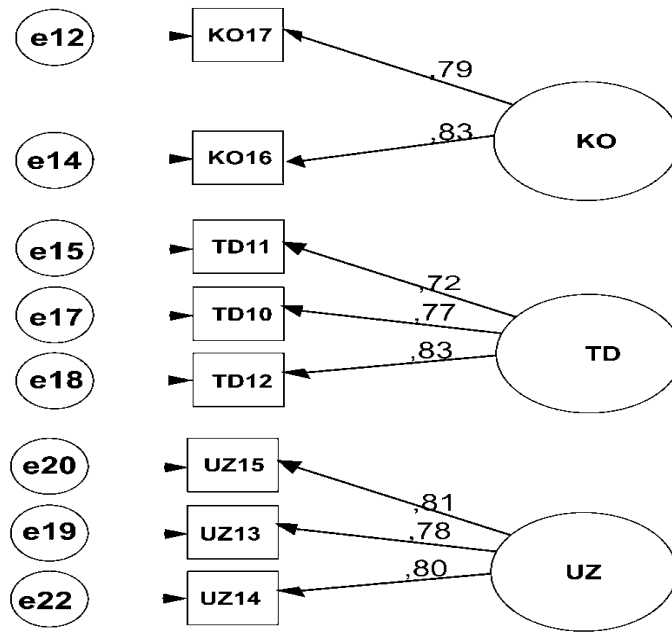 e12 KO17
,79
KO
,83
e14 KO16
e15 TD11
,72
e17 TD10
,77
TD
,83
e18 TD12
e20 UZ15
,81
e19 UZ13
,78
UZ
,80
e22 UZ14